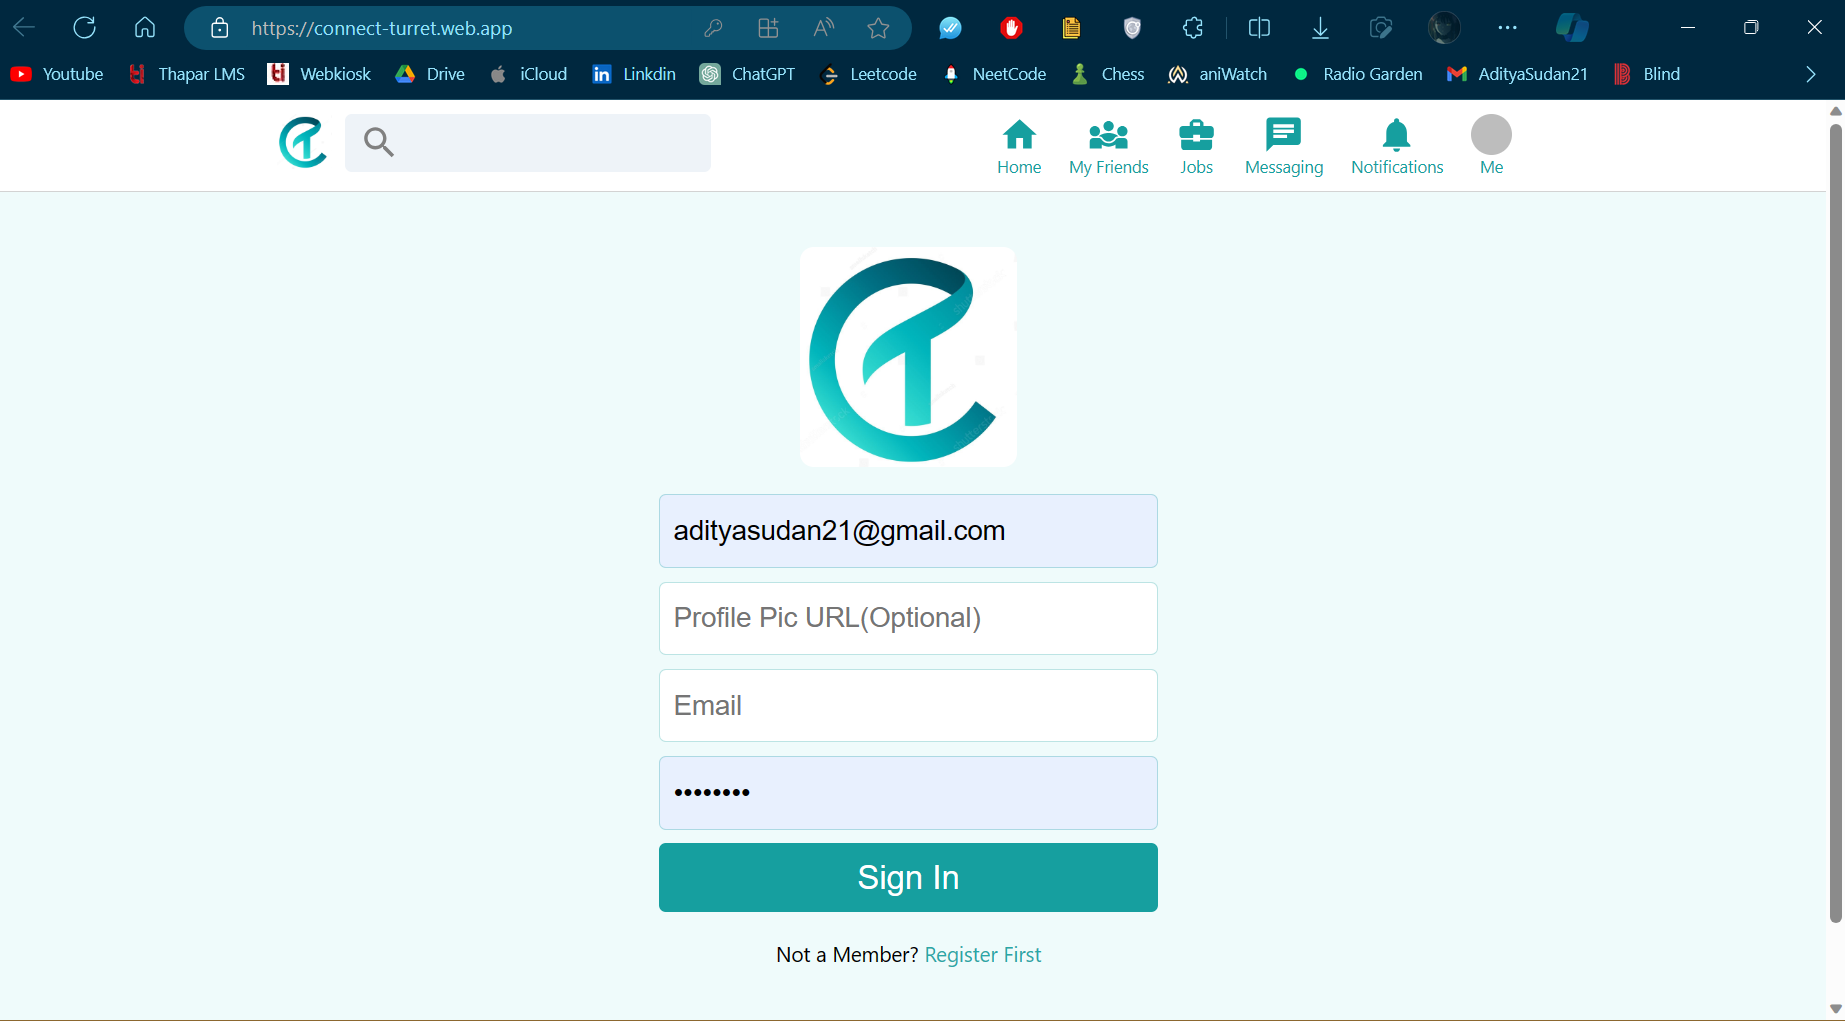 https://connect-turret.web.app
Youtube Thapar LMS Webkiosk Drive iCloud Linkdin ChatGPT Leetcode NeetCode Chess aniWatch Radio Garden AdityaSudan21 Blind
Home My Friends Jobs Messaging Notifications Me
adityasudan21@gmail.com
Profile Pic URL(Optional)
Email
••••••••
Sign In
Not a Member? Register First